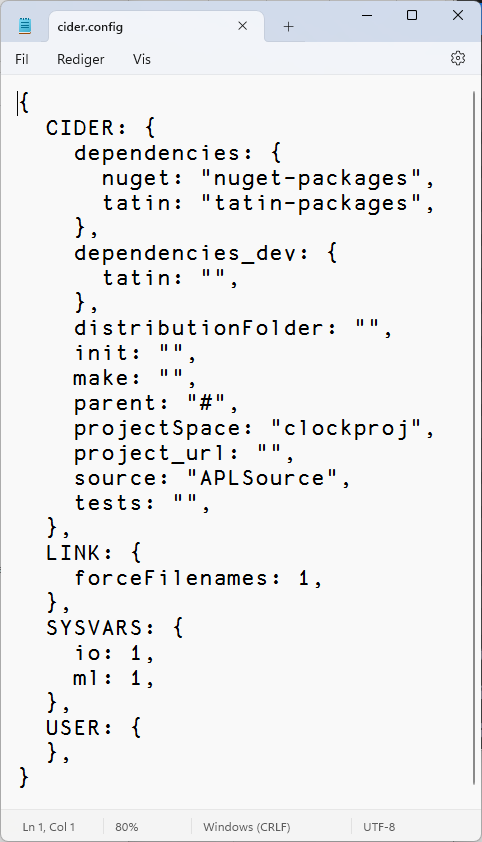 cider.config
Fil Rediger Vis
{
  CIDER: {
    dependencies: {
      nuget: "nuget-packages",
      tatin: "tatin-packages",
    },
    dependencies_dev: {
      tatin: "",
    },
    distributionFolder: "",
    init: "",
    make: "",
    parent: "#",
    projectSpace: "clockproj",
    project_url: "",
    source: "APLSource",
    tests: "",
  },
  LINK: {
    forceFilenames: 1,
  },
  SYSVARS: {
    io: 1,
    ml: 1,
  },
  USER: {
  },
}
Ln 1, Col 1 80% Windows (CRLF) UTF-8